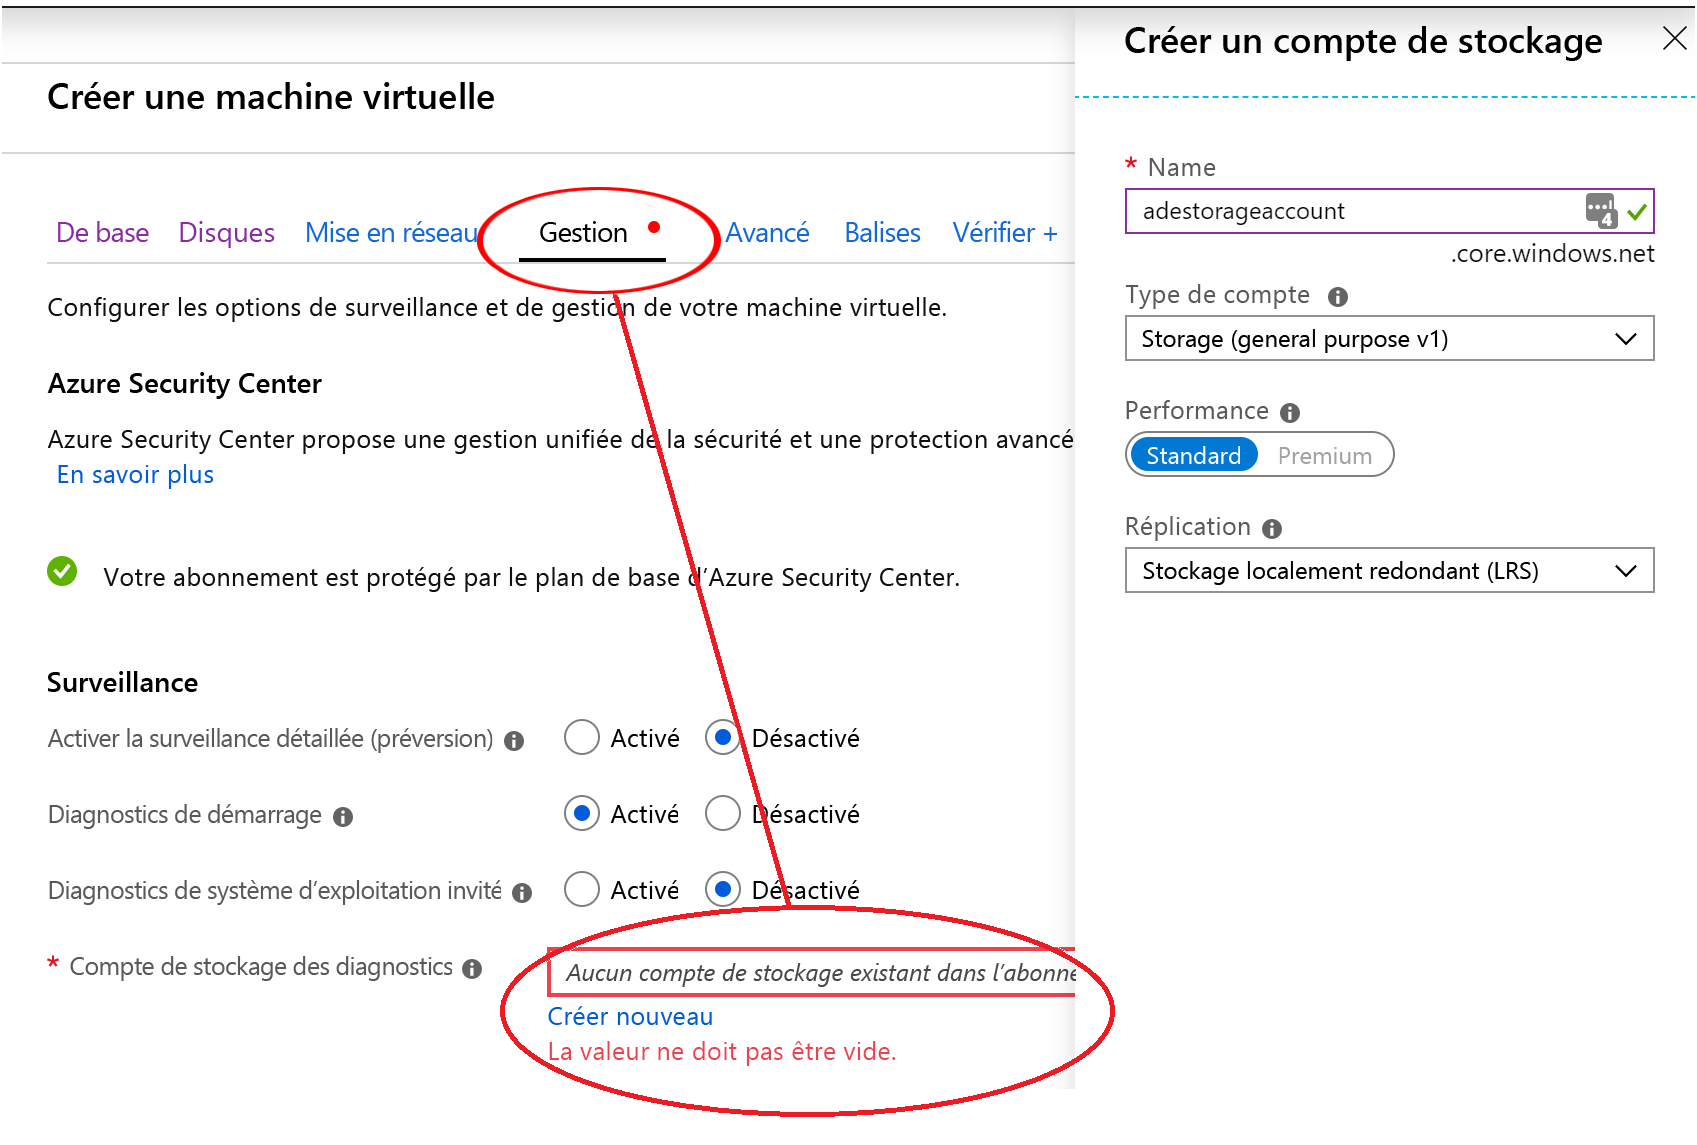 Créer une machine virtuelle
De base Disques Mise en réseau Gestion Avancé Balises Vérifier +
Configurer les options de surveillance et de gestion de votre machine virtuelle.
Azure Security Center
Azure Security Center propose une gestion unifiée de la sécurité et une protection avancé
En savoir plus
Votre abonnement est protégé par le plan de base d’Azure Security Center.
Surveillance
Activer la surveillance détaillée (préversion) Activé Désactivé
Diagnostics de démarrage Activé Désactivé
Diagnostics de système d’exploitation invité Activé Désactivé
* Compte de stockage des diagnostics Aucun compte de stockage existant dans l’abonne
Créer nouveau
La valeur ne doit pas être vide.
Créer un compte de stockage
* Name
adestorageaccount 4
.core.windows.net
Type de compte
Storage (general purpose v1)
Performance
Standard Premium
Réplication
Stockage localement redondant (LRS)